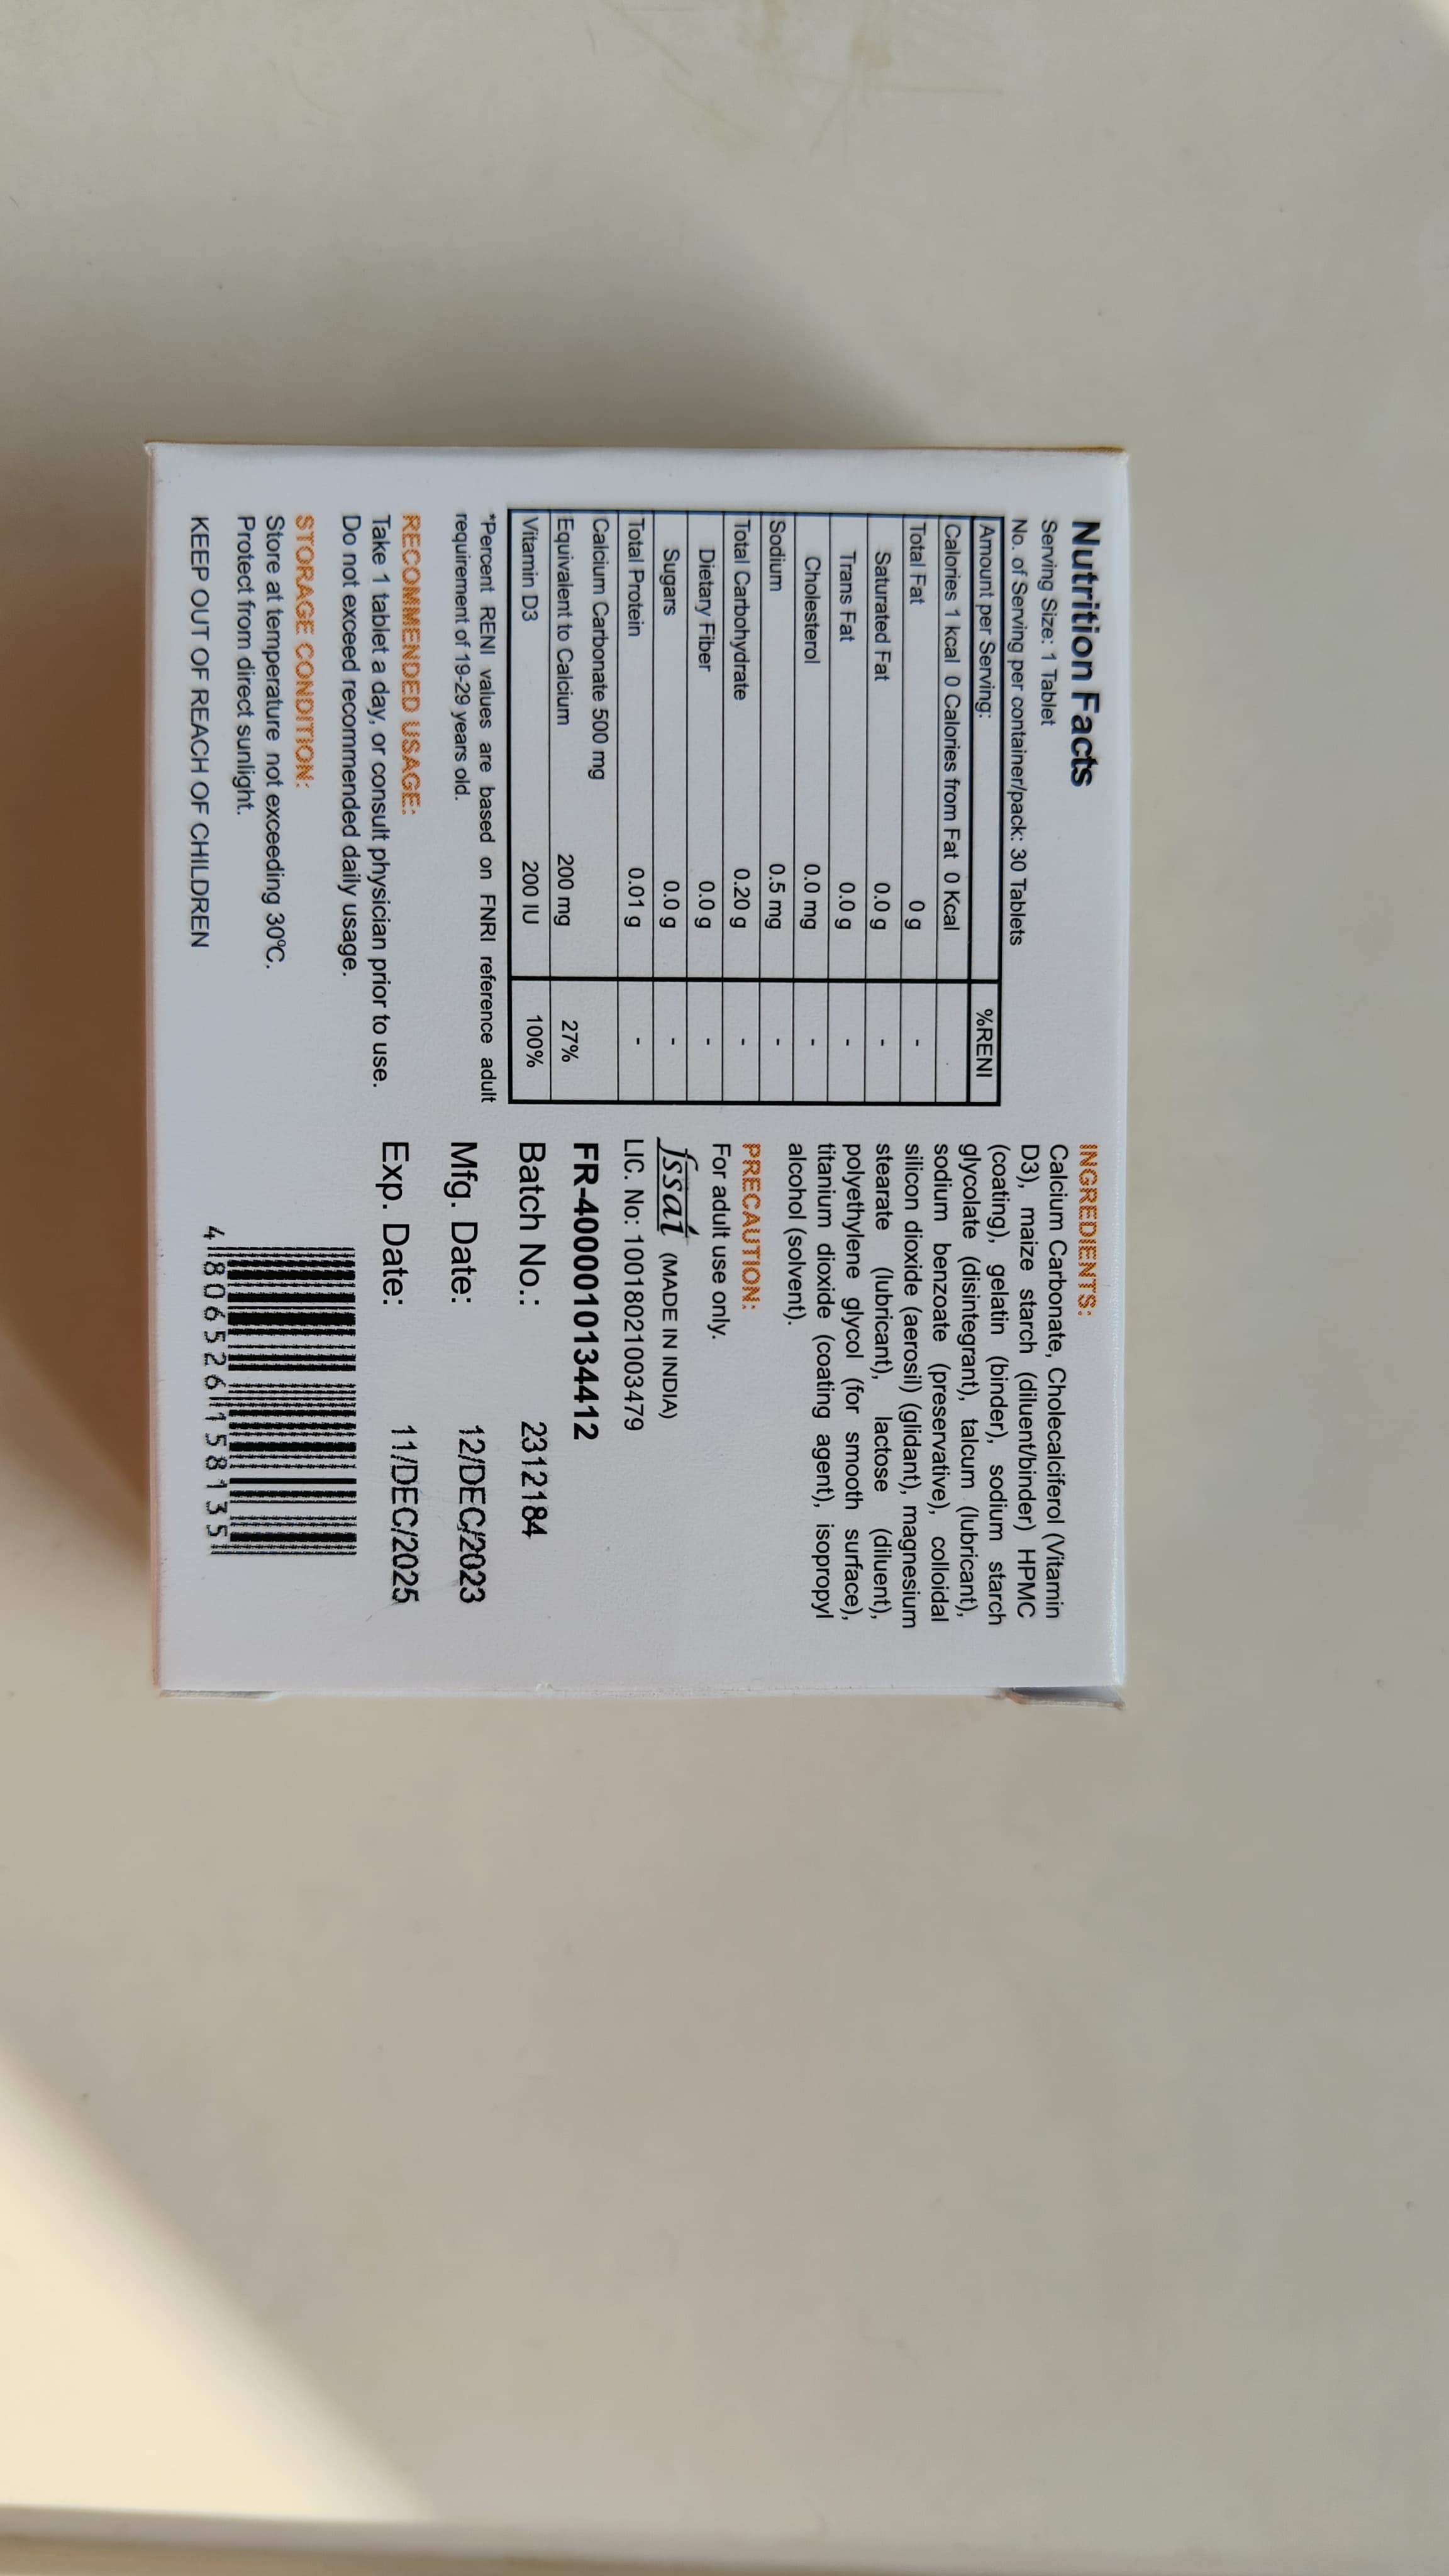 Nutrition Facts
Serving Size: 1 Tablet
No. of Serving per container/pack: 30 Tablets
Amount per Serving: %RENI
Calories 1 kcal 0 Calories from Fat 0 Kcal
Total Fat 0 g -
Saturated Fat 0.0 g -
Trans Fat 0.0 g -
Cholesterol 0.0 mg -
Sodium 0.5 mg -
Total Carbohydrate 0.20 g -
Dietary Fiber 0.0 g -
Sugars 0.0 g -
Total Protein 0.01 g -
Calcium Carbonate 500 mg
Equivalent to Calcium 200 mg 27%
Vitamin D3 200 IU 100%
*Percent RENI values are based on FNRI reference adult
requirement of 19-29 years old.
RECOMMENDED USAGE:
Take 1 tablet a day, or consult physician prior to use.
Do not exceed recommended daily usage.
STORAGE CONDITION:
Store at temperature not exceeding 30°C.
Protect from direct sunlight.
KEEP OUT OF REACH OF CHILDREN
INGREDIENTS:
Calcium Carbonate, Cholecalciferol (Vitamin
D3), maize starch (diluent/binder) HPMC
(coating), gelatin (binder), sodium starch
glycolate (disintegrant), talcum (lubricant),
sodium benzoate (preservative), colloidal
silicon dioxide (aerosil) (glidant), magnesium
stearate (lubricant), lactose (diluent),
polyethylene glycol (for smooth surface),
titanium dioxide (coating agent), isopropyl
alcohol (solvent).
PRECAUTION:
For adult use only.
fssai (MADE IN INDIA)
LIC. No: 10018021003479
FR-4000010134412
Batch No.: 2312184
Mfg. Date: 12/DEC/2023
Exp. Date: 11/DEC/2025
4 806526 158135